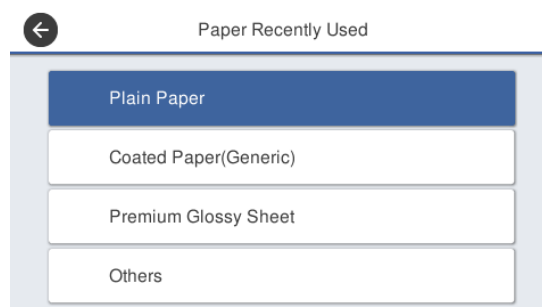 Paper Recently Used
Plain Paper
Coated Paper(Generic)
Premium Glossy Sheet
Others